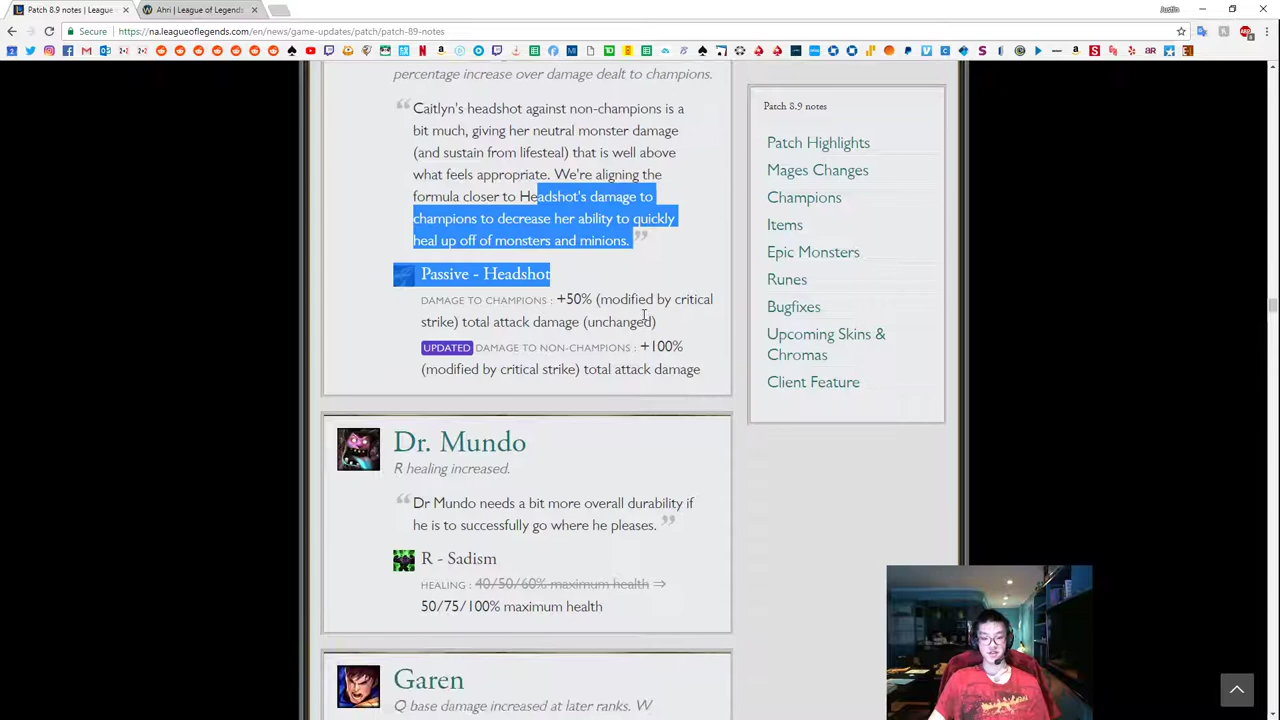 Patch 8.9 notes | League
Ahri | League of Legends
Justin
Secure
https://na.leagueoflegends.com/en/news/game-updates/patch/patch-89-notes
percentage increase over damage dealt to champions.
“ Caitlyn's headshot against non-champions is a
bit much, giving her neutral monster damage
(and sustain from lifesteal) that is well above
what feels appropriate. We're aligning the
formula closer to Headshot's damage to
champions to decrease her ability to quickly
heal up off of monsters and minions. ”
Passive - Headshot
DAMAGE TO CHAMPIONS : +50% (modified by critical
strike) total attack damage (unchanged)
UPDATED DAMAGE TO NON-CHAMPIONS : +100%
(modified by critical strike) total attack damage
Dr. Mundo
R healing increased.
“ Dr Mundo needs a bit more overall durability if
he is to successfully go where he pleases. ”
R - Sadism
HEALING : 40/50/60% maximum health ⇒
50/75/100% maximum health
Garen
Q base damage increased at later ranks. W
Patch 8.9 notes
Patch Highlights
Mages Changes
Champions
Items
Epic Monsters
Runes
Bugfixes
Upcoming Skins &
Chromas
Client Feature